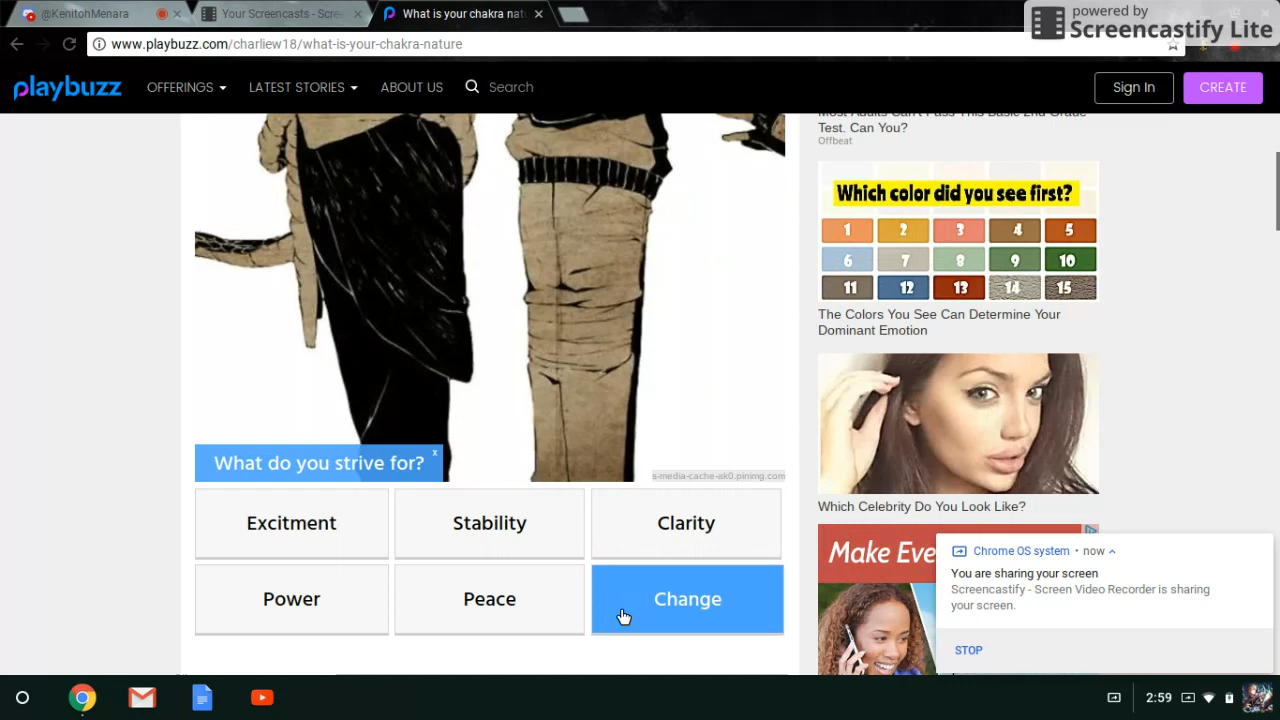 @KenitohMenara
Your Screencasts - Scre
What is your chakra nat
powered by
Screencastify Lite
www.playbuzz.com/charliew18/what-is-your-chakra-nature
playbuzz
OFFERINGS
LATEST STORIES
ABOUT US
Search
Sign In
CREATE
Most Adults Can't Pass This Basic 2nd Grade
Test. Can You?
Offbeat
Which color did you see first?
1 2 3 4 5
6 7 8 9 10
11 12 13 14 15
The Colors You See Can Determine Your
Dominant Emotion
Which Celebrity Do You Look Like?
What do you strive for?
x
s-media-cache-ak0.pinimg.com
Excitment
Stability
Clarity
Power
Peace
Change
Make Eve
Chrome OS system • now
You are sharing your screen
Screencastify - Screen Video Recorder is sharing
your screen.
STOP
2:59